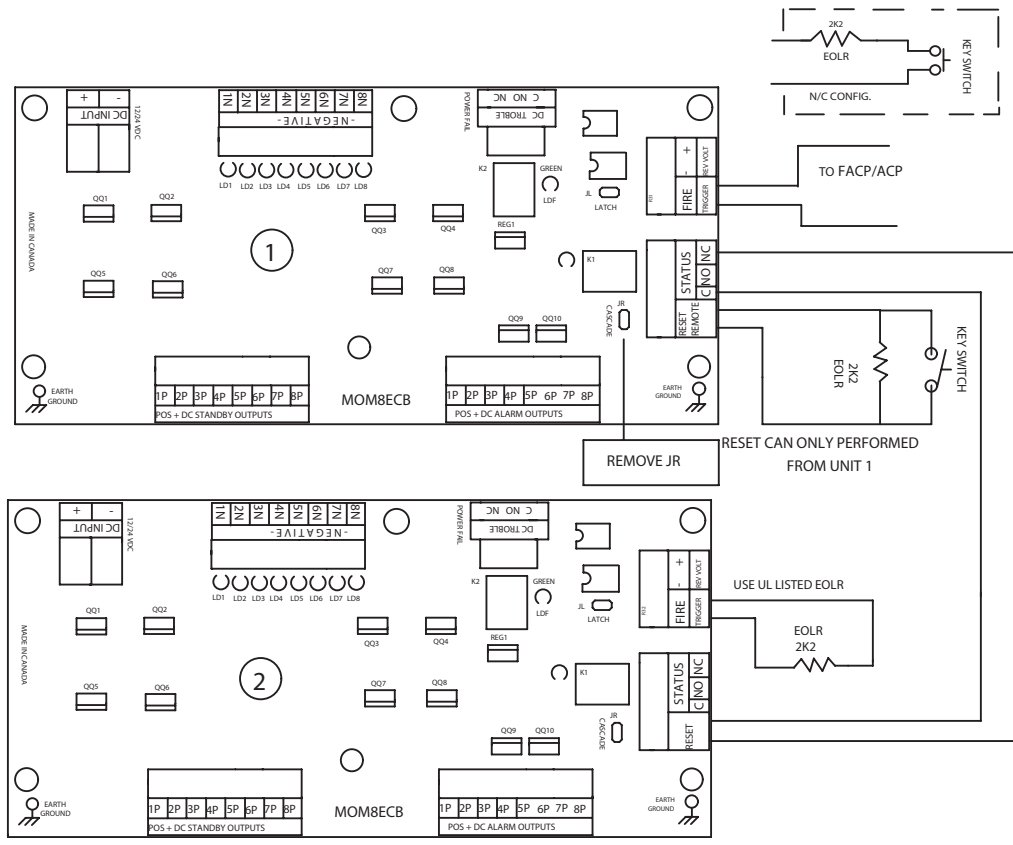 2K2
EOLR
KEY SWITCH
N/C CONFIG.
+ -
DC INPUT
12/24 VDC
1N 2N 3N 4N 5N 6N 7N 8N
-NEGATIVE-
LD1 LD2 LD3 LD4 LD5 LD6 LD7 LD8
POWER FAIL
C NO NC
DC TROBLE
K2
GREEN
LDF
JL
LATCH
REG1
+ -
REV VOLT
FIRE
TRIGGER
TO FACP/ACP
MADE IN CANADA
QQ1 QQ2
QQ3 QQ4
QQ5 QQ6
QQ7 QQ8
QQ9 QQ10
1
K1
JR
CASCADE
STATUS
C NO NC
RESET
REMOTE
2K2
EOLR
KEY SWITCH
EARTH
GROUND
1P 2P 3P 4P 5P 6P 7P 8P
POS + DC STANDBY OUTPUTS
MOM8ECB
1P 2P 3P 4P 5P 6P 7P 8P
POS + DC ALARM OUTPUTS
EARTH
GROUND
REMOVE JR
RESET CAN ONLY PERFORMED
FROM UNIT 1
+ -
DC INPUT
12/24 VDC
1N 2N 3N 4N 5N 6N 7N 8N
-NEGATIVE-
LD1 LD2 LD3 LD4 LD5 LD6 LD7 LD8
POWER FAIL
C NO NC
DC TROBLE
K2
GREEN
LDF
JL
LATCH
REG1
+ -
REV VOLT
FIRE
TRIGGER
USE UL LISTED EOLR
EOLR
2K2
MADE IN CANADA
QQ1 QQ2
QQ3 QQ4
QQ5 QQ6
QQ7 QQ8
QQ9 QQ10
2
K1
JR
CASCADE
STATUS
C NO NC
RESET
EARTH
GROUND
1P 2P 3P 4P 5P 6P 7P 8P
POS + DC STANDBY OUTPUTS
MOM8ECB
1P 2P 3P 4P 5P 6P 7P 8P
POS + DC ALARM OUTPUTS
EARTH
GROUND